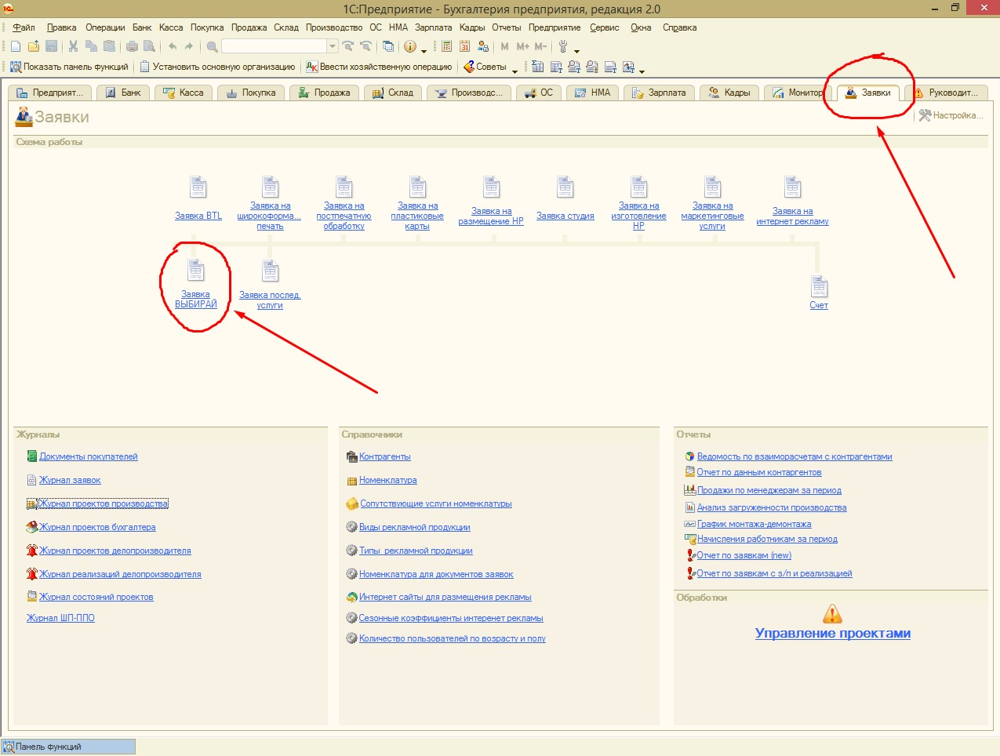 1С:Предприятие - Бухгалтерия предприятия, редакция 2.0
Файл Правка Операции Банк Касса Покупка Продажа Склад Производство ОС НМА Зарплата Кадры Отчеты Предприятие Сервис Окна Справка
M M+ M-
Показать панель функций Установить основную организацию Ввести хозяйственную операцию Советы
Предприят... Банк Касса Покупка Продажа Склад Производс... ОС НМА Зарплата Кадры Монитор Заявки Руководит...
Заявки
Настройка...
Схема работы
Заявка BTL
Заявка на
широкоформа...
печать
Заявка на
постпечатную
обработку
Заявка на
пластиковые
карты
Заявка на
размещение НР
Заявка студия
Заявка на
изготовление
НР
Заявка на
маркетинговые
услуги
Заявка на
интернет рекламу
Заявка
ВЫБИРАЙ
Заявка послед.
услуги
Счет
Журналы
Документы покупателей
Журнал заявок
Журнал проектов производства
Журнал проектов бухгалтера
Журнал проектов делопроизводителя
Журнал реализаций делопроизводителя
Журнал состояний проектов
Журнал ШП-ППО
Справочники
Контрагенты
Номенклатура
Сопутствующие услуги номенклатуры
Виды рекламной продукции
Типы рекламной продукции
Номенклатура для документов заявок
Интернет сайты для размещения рекламы
Сезонные коэффициенты интеренет рекламы
Количество пользователей по возрасту и полу
Отчеты
Ведомость по взаиморасчетам с контрагентами
Отчет по данным контаргентов
Продажи по менеджерам за период
Анализ загруженности производства
График монтажа-демонтажа
Начисления работникам за период
Отчет по заявкам (new)
Отчет по заявкам с з/п и реализацией
Обработки
Управление проектами
Панель функций